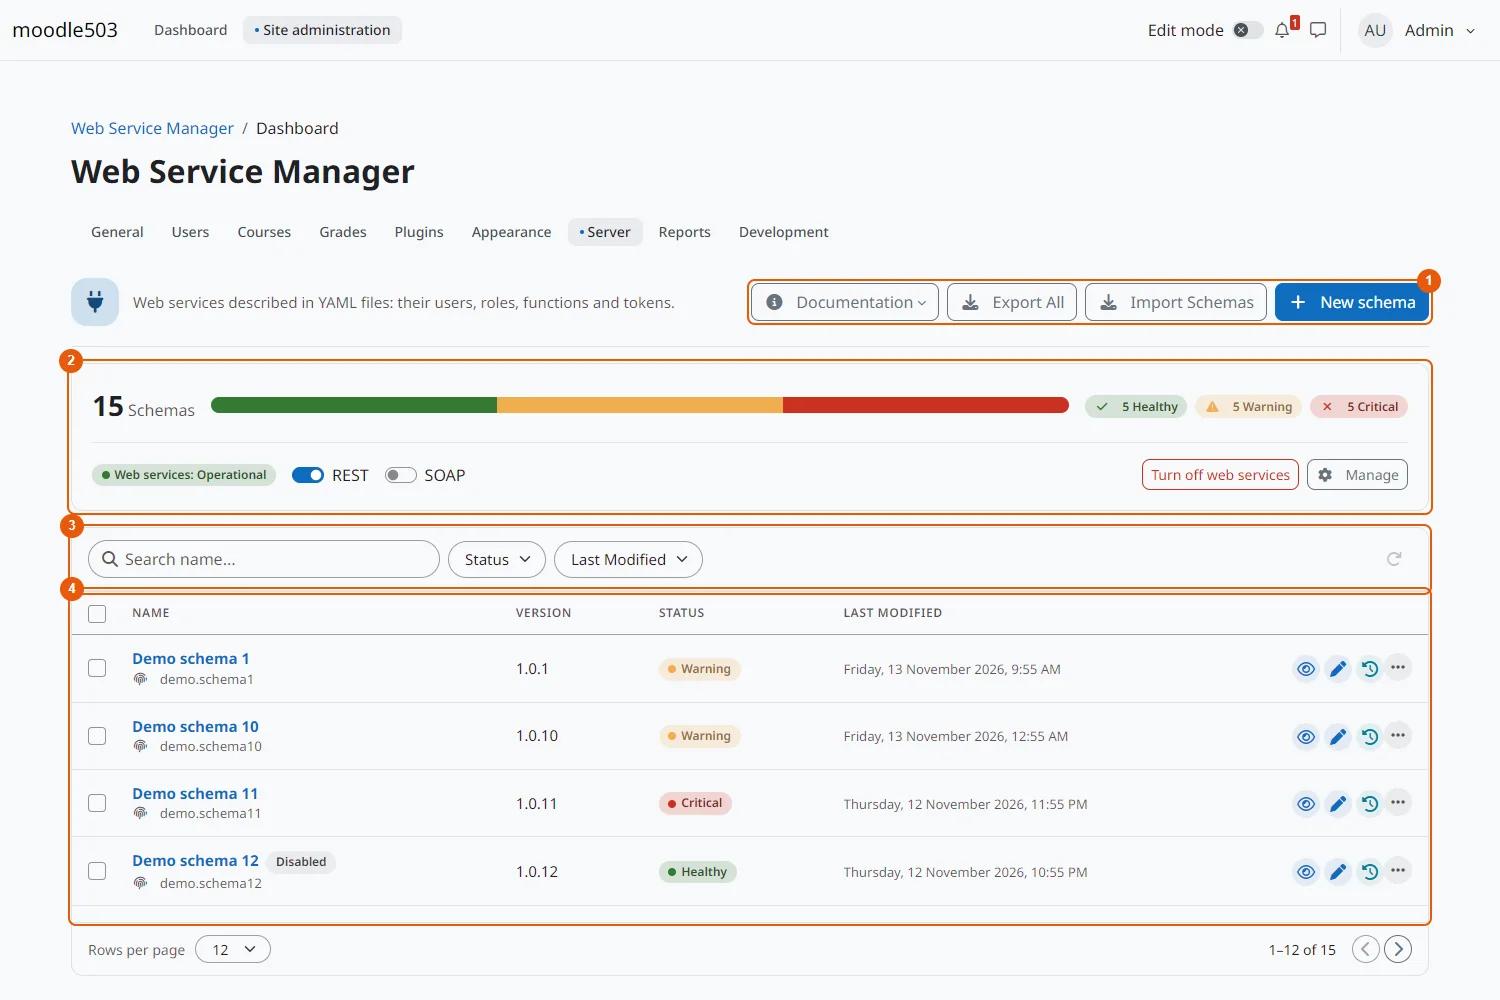 moodle503
Dashboard
Site administration
Edit mode
1
AU
Admin
Web Service Manager / Dashboard
Web Service Manager
General
Users
Courses
Grades
Plugins
Appearance
Server
Reports
Development
Web services described in YAML files: their users, roles, functions and tokens.
Documentation
Export All
Import Schemas
New schema
1
2
15 Schemas
5 Healthy
5 Warning
5 Critical
Web services: Operational
REST
SOAP
Turn off web services
Manage
3
Search name...
Status
Last Modified
4
NAME
VERSION
STATUS
LAST MODIFIED
Demo schema 1
demo.schema1
1.0.1
Warning
Friday, 13 November 2026, 9:55 AM
Demo schema 10
demo.schema10
1.0.10
Warning
Friday, 13 November 2026, 12:55 AM
Demo schema 11
demo.schema11
1.0.11
Critical
Thursday, 12 November 2026, 11:55 PM
Demo schema 12
Disabled
demo.schema12
1.0.12
Healthy
Thursday, 12 November 2026, 10:55 PM
Rows per page
12
1–12 of 15